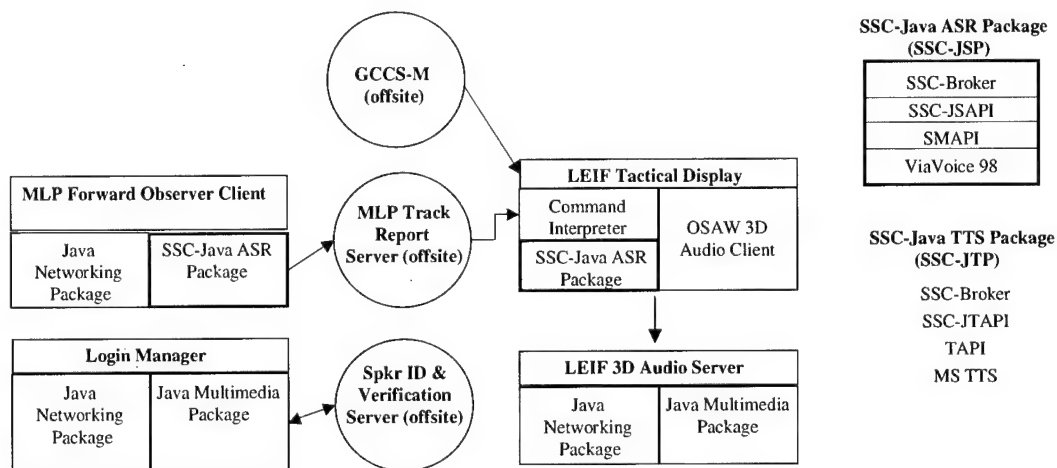 GCCS-M
(offsite)
SSC-Java ASR Package
(SSC-JSP)
SSC-Broker
SSC-JSAPI
SMAPI
ViaVoice 98
MLP Forward Observer Client
Java
Networking
Package
SSC-Java ASR
Package
MLP Track
Report
Server (offsite)
LEIF Tactical Display
Command
Interpreter
SSC-Java ASR
Package
OSAW 3D
Audio Client
SSC-Java TTS Package
(SSC-JTP)
SSC-Broker
SSC-JTAPI
TAPI
MS TTS
Login Manager
Java
Networking
Package
Java Multimedia
Package
Spkr ID &
Verification
Server (offsite)
LEIF 3D Audio Server
Java
Networking
Package
Java Multimedia
Package